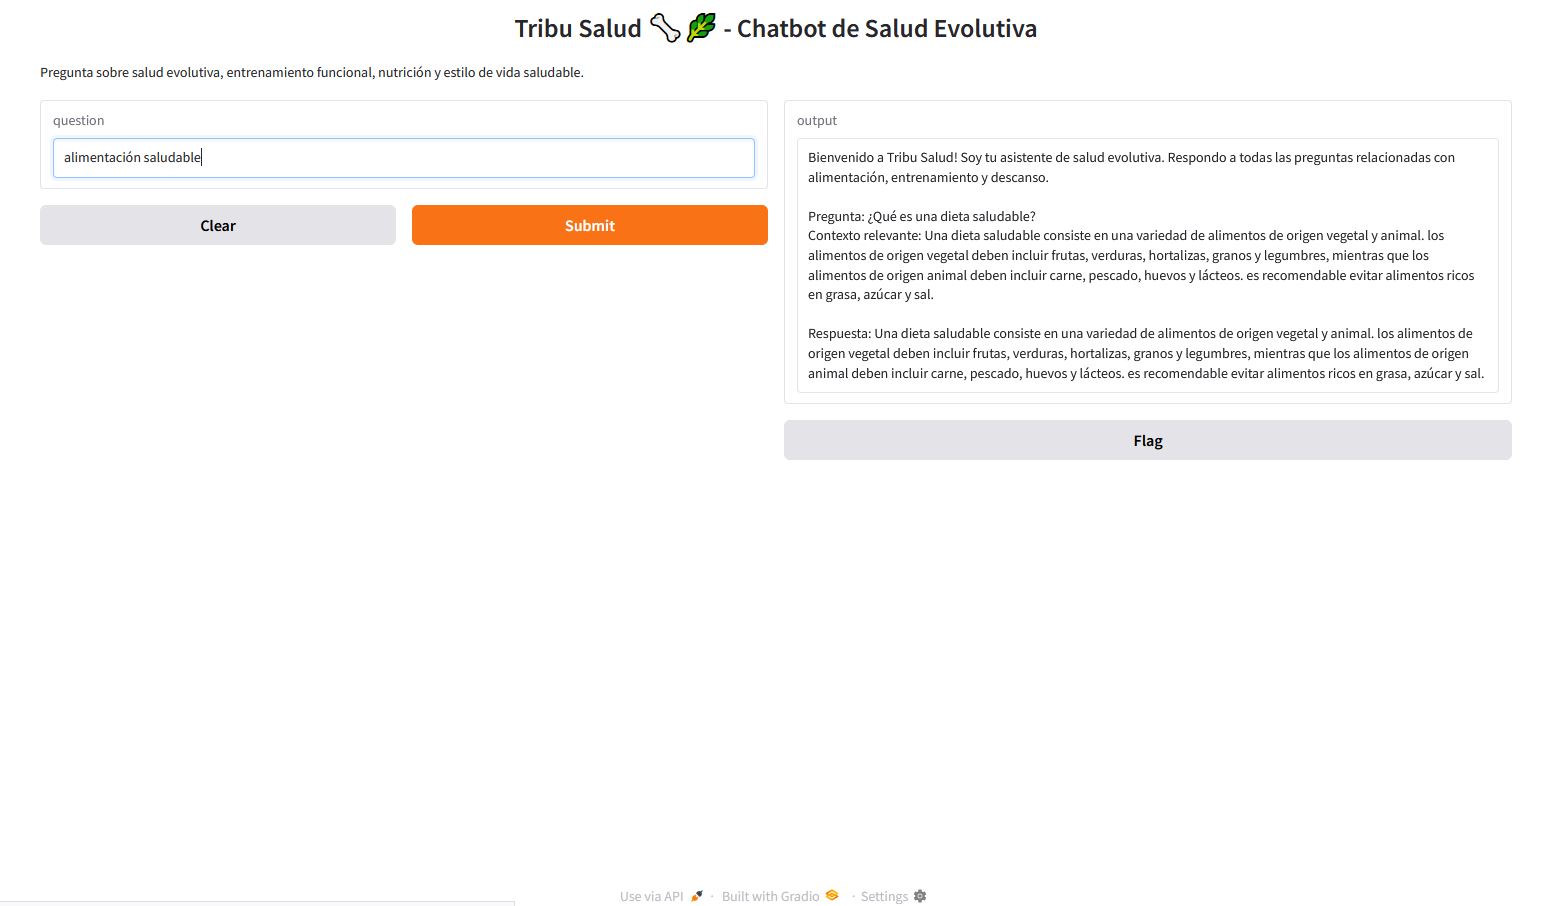 Tribu Salud 🦴🌿 - Chatbot de Salud Evolutiva
Pregunta sobre salud evolutiva, entrenamiento funcional, nutrición y estilo de vida saludable.
question
alimentación saludable
Clear
Submit
output
Bienvenido a Tribu Salud! Soy tu asistente de salud evolutiva. Respondo a todas las preguntas relacionadas con
alimentación, entrenamiento y descanso.
Pregunta: ¿Qué es una dieta saludable?
Contexto relevante: Una dieta saludable consiste en una variedad de alimentos de origen vegetal y animal. los
alimentos de origen vegetal deben incluir frutas, verduras, hortalizas, granos y legumbres, mientras que los
alimentos de origen animal deben incluir carne, pescado, huevos y lácteos. es recomendable evitar alimentos ricos
en grasa, azúcar y sal.
Respuesta: Una dieta saludable consiste en una variedad de alimentos de origen vegetal y animal. los alimentos de
origen vegetal deben incluir frutas, verduras, hortalizas, granos y legumbres, mientras que los alimentos de origen
animal deben incluir carne, pescado, huevos y lácteos. es recomendable evitar alimentos ricos en grasa, azúcar y sal.
Flag
Use via API 🚀 · Built with Gradio · Settings ⚙️